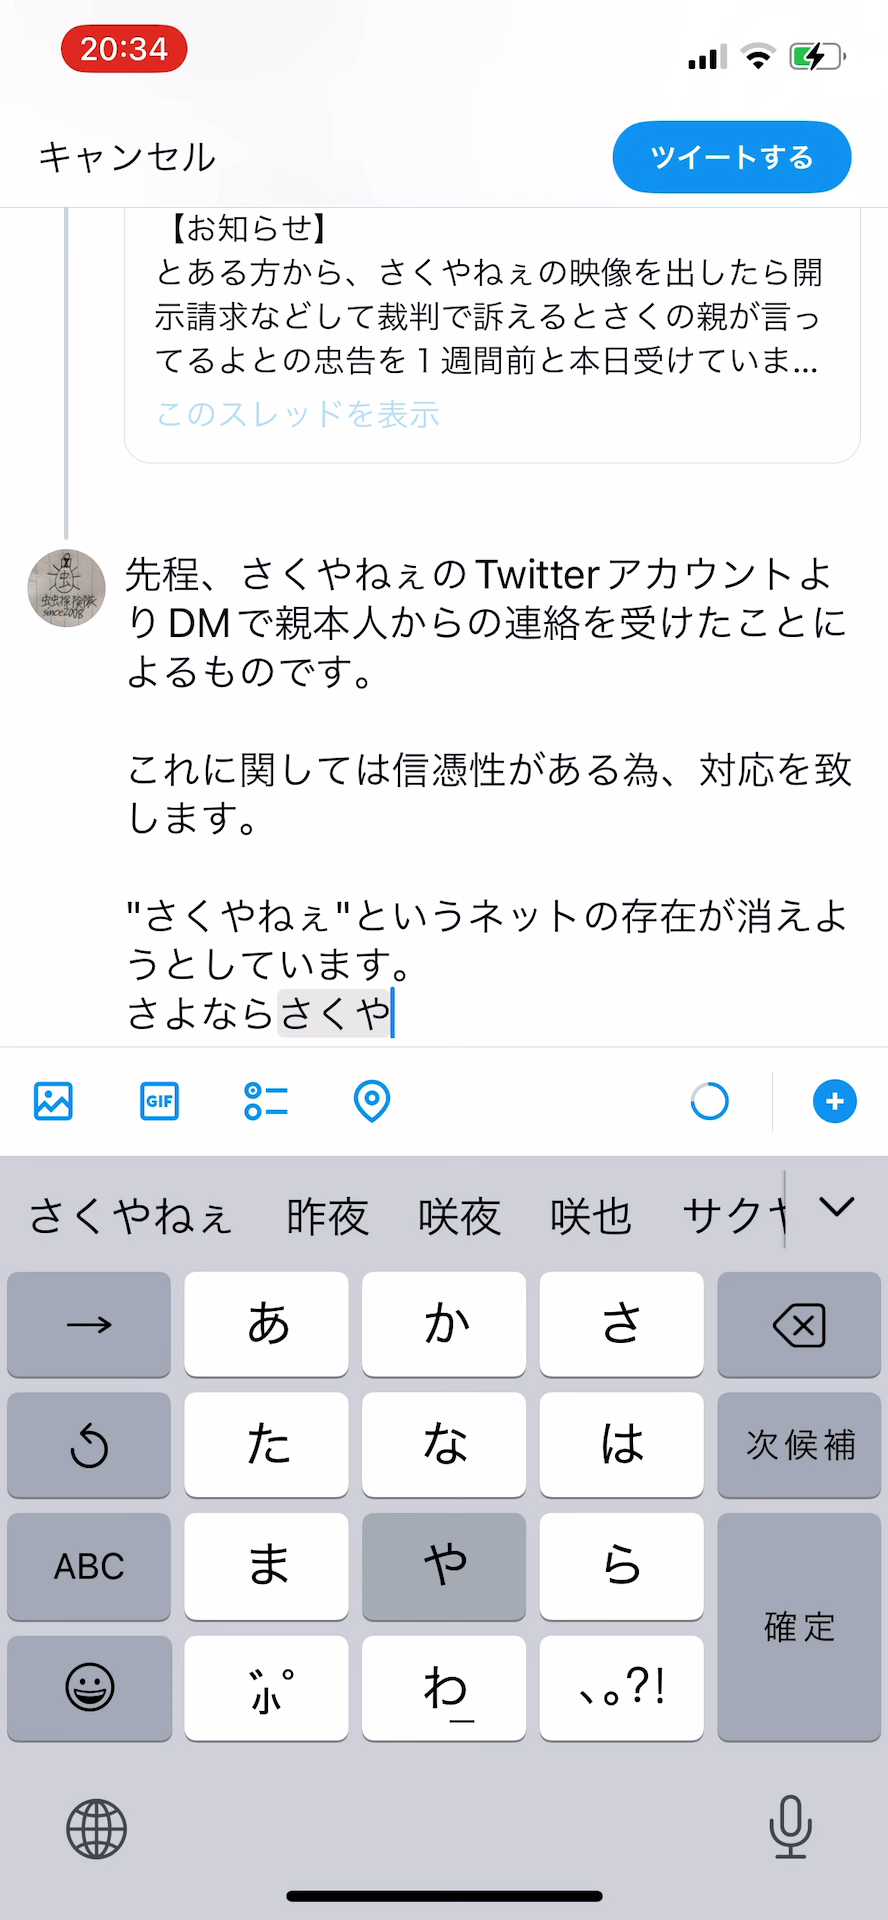 20:34
キャンセル
ツイートする
【お知らせ】
とある方から、さくやねぇの映像を出したら開
示請求などして裁判で訴えるとさくの親が言っ
てるよとの忠告を１週間前と本日受けていま...
このスレッドを表示
虫
虫虫探険隊
since2008
先程、さくやねぇのTwitterアカウントよ
りDMで親本人からの連絡を受けたことに
よるものです。
これに関しては信憑性がある為、対応を致
します。
"さくやねぇ"というネットの存在が消えよ
うとしています。
さよならさくや
GIF
さくやねぇ 昨夜 咲夜 咲也 サクヤ
→ あ か さ
た な は 次候補
ABC ま や ら
確定
小゛゜ わ 、。?!